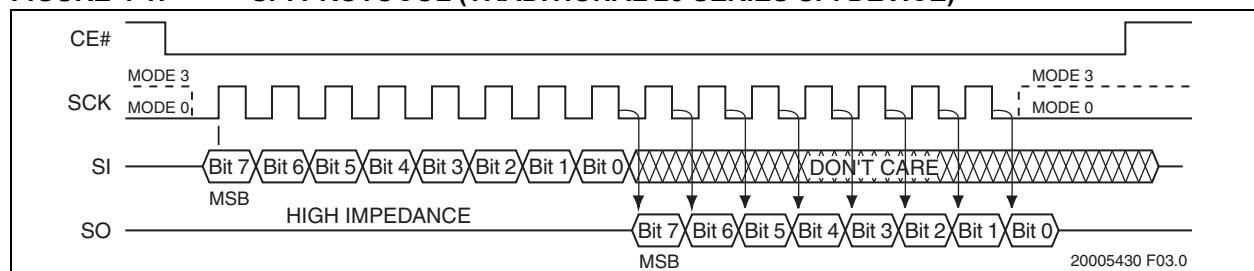 CE#
MODE 3
MODE 3
SCK
MODE 0
MODE 0
SI
Bit 7
Bit 6
Bit 5
Bit 4
Bit 3
Bit 2
Bit 1
Bit 0
DON'T CARE
MSB
HIGH IMPEDANCE
SO
Bit 7
Bit 6
Bit 5
Bit 4
Bit 3
Bit 2
Bit 1
Bit 0
MSB
20005430 F03.0